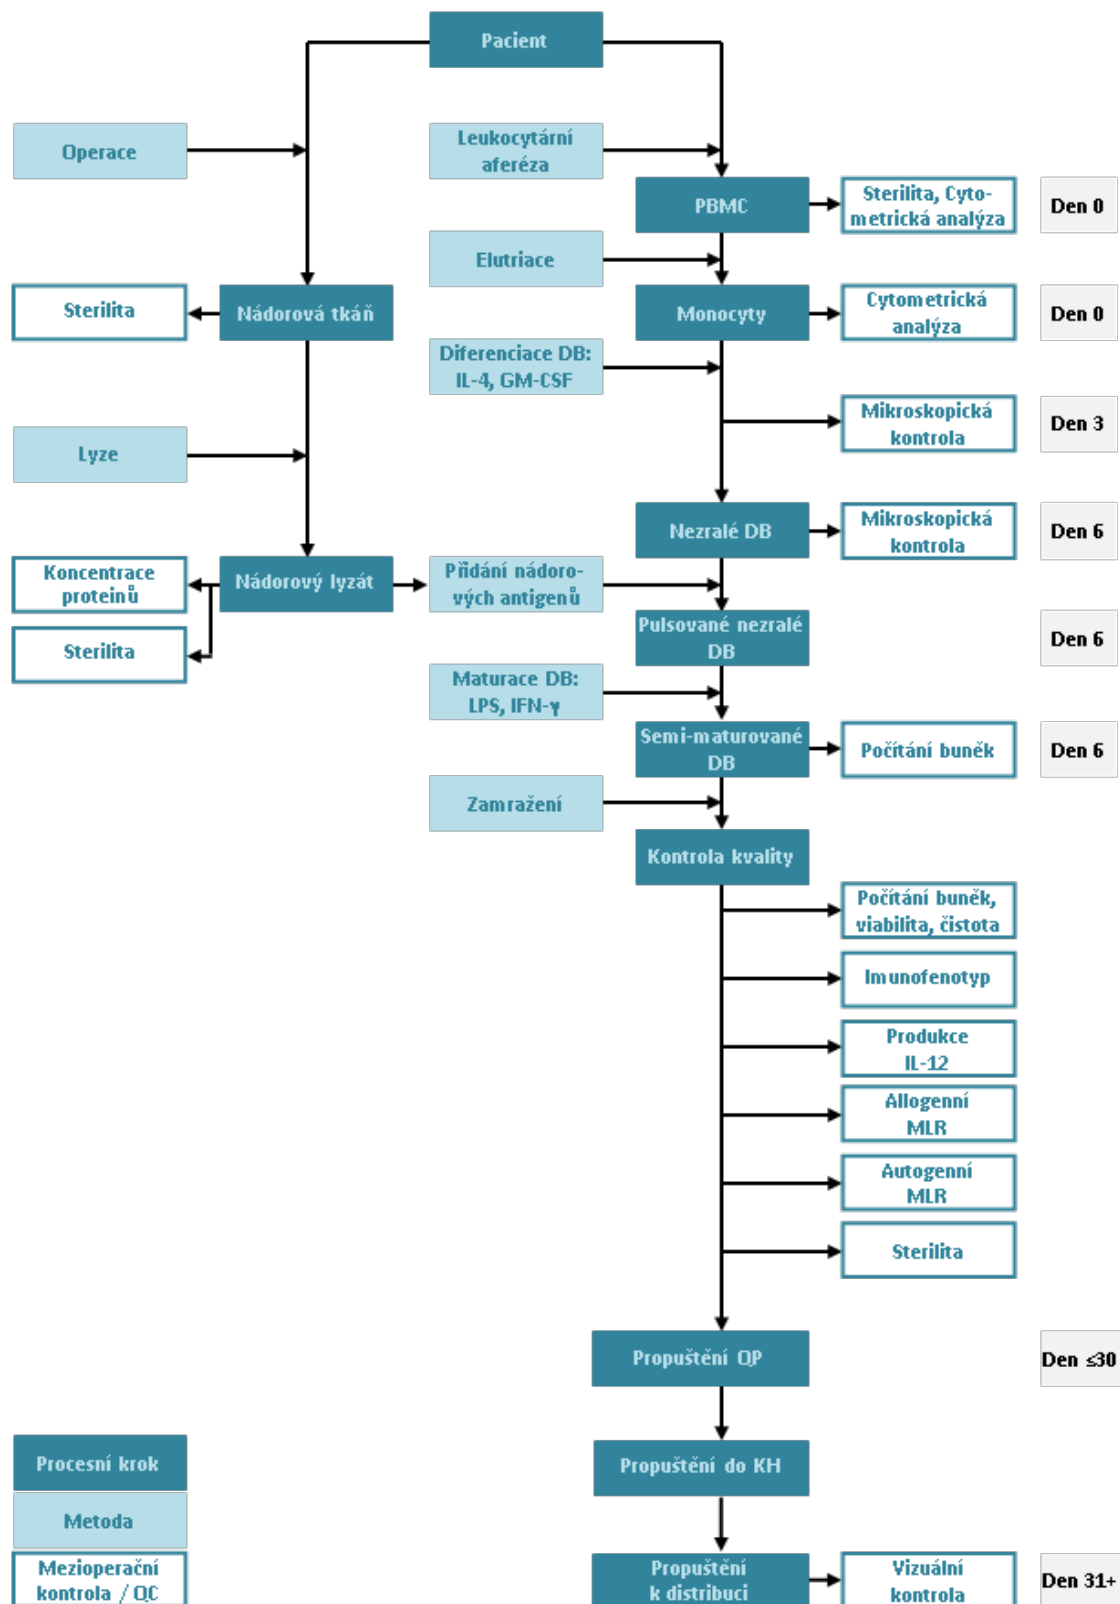 Pacient
Operace
Leukocytární
aferéza
PBMC
Sterilita, Cyto-
metrická analýza
Den 0
Elutriace
Sterilita
Nádorová tkáň
Monocyty
Cytometrická
analýza
Den 0
Diferenciace DB:
IL-4, GM-CSF
Mikroskopická
kontrola
Den 3
Lyze
Nezralé DB
Mikroskopická
kontrola
Den 6
Koncentrace
proteinů
Nádorový lyzát
Přidání nádoro-
vých antigenů
Sterilita
Pulsované nezralé
DB
Den 6
Maturace DB:
LPS, IFN-γ
Semi-maturované
DB
Počítání buněk
Den 6
Zamražení
Kontrola kvality
Počítání buněk,
viabilita, čistota
Imunofenotyp
Produkce
IL-12
Allogenní
MLR
Autogenní
MLR
Sterilita
Propuštění QP
Den ≤30
Propuštění do KH
Propuštění
k distribuci
Vizuální
kontrola
Den 31+
Procesní krok
Metoda
Mezioperační
kontrola / QC